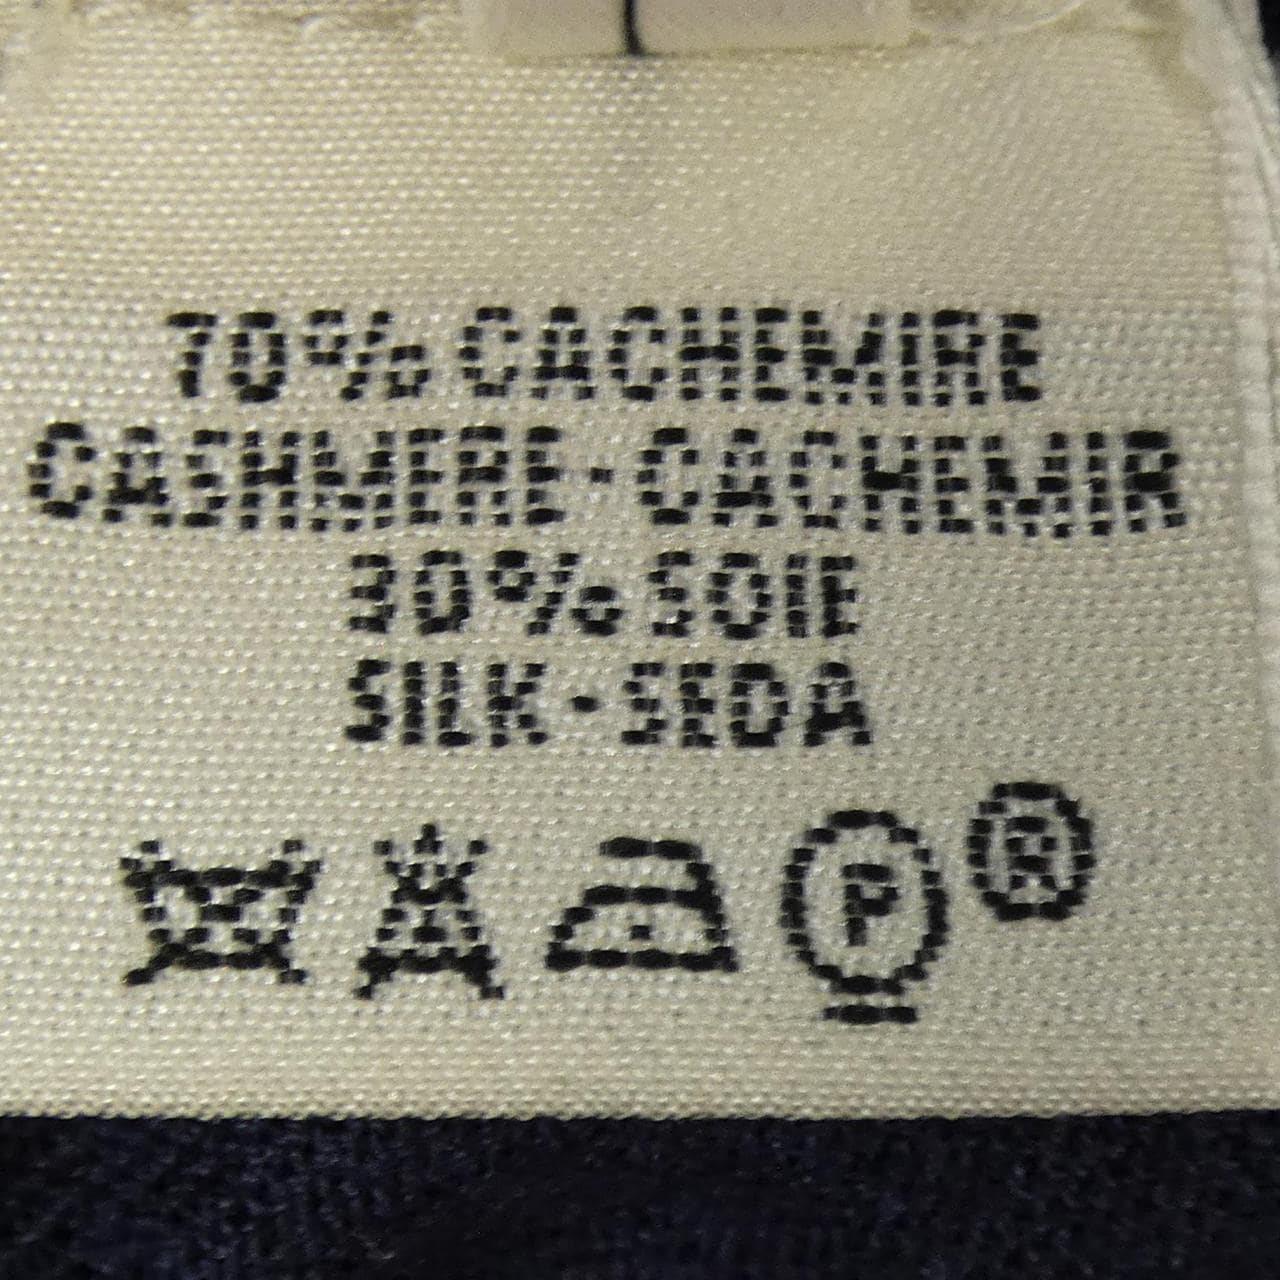 70% CACHEMIRE
CASHMERE-CACHEMIR
30% SOIE
SILK-SEDA
P ®